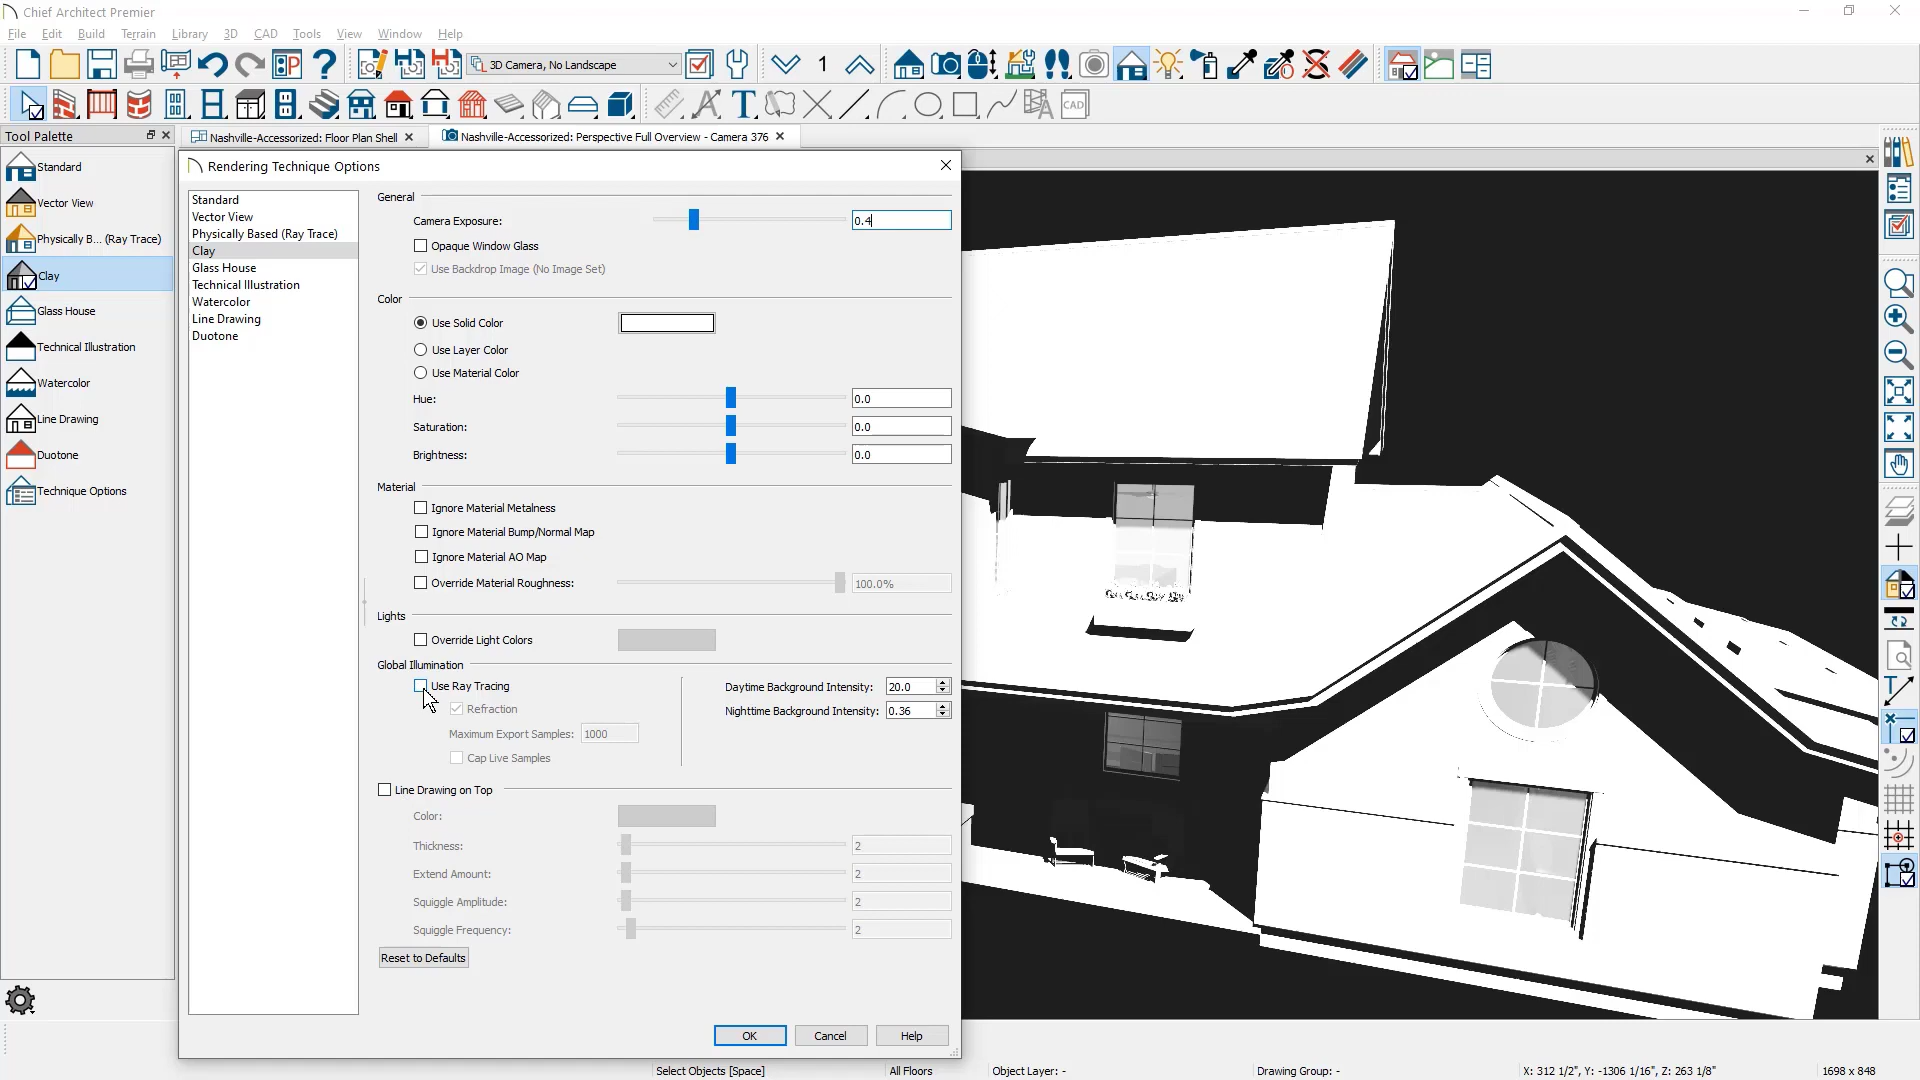 Chief Architect Premier
File Edit Build Terrain Library 3D CAD Tools View Window Help
3D Camera, No Landscape
1
CAD
Tool Palette
Nashville-Accessorized: Floor Plan Shell
Nashville-Accessorized: Perspective Full Overview - Camera 376
Standard
Vector View
Physically B... (Ray Trace)
Clay
Glass House
Technical Illustration
Watercolor
Line Drawing
Duotone
Technique Options
Rendering Technique Options
Standard
Vector View
Physically Based (Ray Trace)
Clay
Glass House
Technical Illustration
Watercolor
Line Drawing
Duotone
General
Camera Exposure: 0.4
Opaque Window Glass
Use Backdrop Image (No Image Set)
Color
Use Solid Color
Use Layer Color
Use Material Color
Hue: 0.0
Saturation: 0.0
Brightness: 0.0
Material
Ignore Material Metalness
Ignore Material Bump/Normal Map
Ignore Material AO Map
Override Material Roughness: 100.0%
Lights
Override Light Colors
Global Illumination
Use Ray Tracing
Refraction
Maximum Export Samples: 1000
Cap Live Samples
Daytime Background Intensity: 20.0
Nighttime Background Intensity: 0.36
Line Drawing on Top
Color:
Thickness: 2
Extend Amount: 2
Squiggle Amplitude: 2
Squiggle Frequency: 2
Reset to Defaults
OK Cancel Help
Select Objects [Space] All Floors Object Layer: - Drawing Group: - X: 312 1/2", Y: -1306 1/16", Z: 263 1/8" 1698 x 848